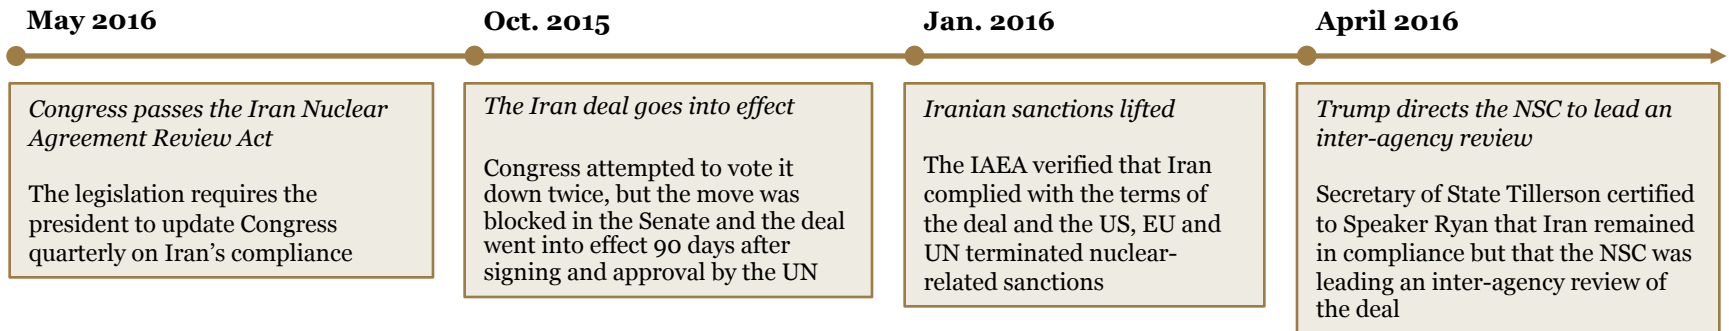 May 2016
Congress passes the Iran Nuclear
Agreement Review Act
The legislation requires the
president to update Congress
quarterly on Iran's compliance
Oct. 2015
The Iran deal goes into effect
Congress attempted to vote it
down twice, but the move was
blocked in the Senate and the deal
went into effect 90 days after
signing and approval by the UN
Jan. 2016
Iranian sanctions lifted
The IAEA verified that Iran
complied with the terms of
the deal and the US, EU and
UN terminated nuclear-
related sanctions
April 2016
Trump directs the NSC to lead an
inter-agency review
Secretary of State Tillerson certified
to Speaker Ryan that Iran remained
in compliance but that the NSC was
leading an inter-agency review of
the deal